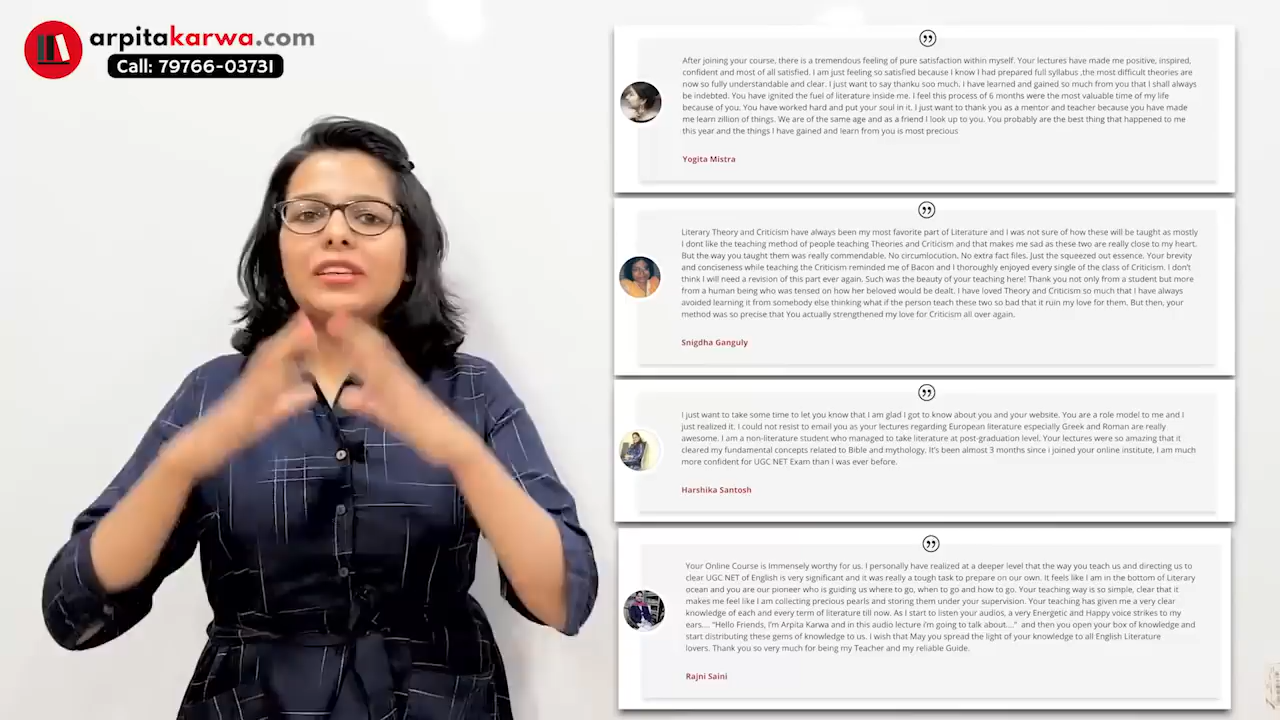 arpitakarwa.com
Call: 79766-03731
After joining your course, there is a tremendous feeling of pure satisfaction within myself. Your lectures have made me positive, inspired,
confident and most of all satisfied. I am just feeling so satisfied because I know I had prepared full syllabus ,the most difficult theories are
now so fully understandable and clear. I just want to say thanku soo much. I have learned and gained so much from you that I shall always
be indebted. You have ignited the fuel of literature inside me. I feel this process of 6 months were the most valuable time of my life
because of you. You have worked hard and put your soul in it. I just want to thank you as a mentor and teacher because you have made
me learn zillion of things. We are of the same age and as a friend I look up to you. You probably are the best thing that happened to me
this year and the things I have gained and learn from you is most precious
Yogita Mistra
Literary Theory and Criticism have always been my most favorite part of Literature and I was not sure of how these will be taught as mostly
I dont like the teaching method of people teaching Theories and Criticism and that makes me sad as these two are really close to my heart.
But the way you taught them was really commendable. No circumlocution. No extra fact files. Just the squeezed out essence. Your brevity
and conciseness while teaching the Criticism reminded me of Bacon and I thoroughly enjoyed every single of the class of Criticism. I don't
think I will need a revision of this part ever again. Such was the beauty of your teaching here! Thank you not only from a student but more
from a human being who was tensed on how her beloved would be dealt. I have loved Theory and Criticism so much that I have always
avoided learning it from somebody else thinking what if the person teach these two so bad that it ruin my love for them. But then, your
method was so precise that You actually strengthened my love for Criticism all over again.
Snigdha Ganguly
I just want to take some time to let you know that I am glad I got to know about you and your website. You are a role model to me and I
just realized it. I could not resist to email you as your lectures regarding European literature especially Greek and Roman are really
awesome. I am a non-literature student who managed to take literature at post-graduation level. Your lectures were so amazing that it
cleared my fundamental concepts related to Bible and mythology. It's been almost 3 months since i joined your online institute, I am much
more confident for UGC NET Exam than I was ever before.
Harshika Santosh
Your Online Course is Immensely worthy for us. I personally have realized at a deeper level that the way you teach us and directing us to
clear UGC NET of English is very significant and it was really a tough task to prepare on our own. It feels like I am in the bottom of Literary
ocean and you are our pioneer who is guiding us where to go, when to go and how to go. Your teaching way is so simple, clear that it
makes me feel like I am collecting precious pearls and storing them under your supervision. Your teaching has given me a very clear
knowledge of each and every term of literature till now. As I start to listen your audios, a very Energetic and Happy voice strikes to my
ears.... "Hello Friends, I'm Arpita Karwa and in this audio lecture i'm going to talk about...." and then you open your box of knowledge and
start distributing these gems of knowledge to us. I wish that May you spread the light of your knowledge to all English Literature
lovers. Thank you so very much for being my Teacher and my reliable Guide.
Rajni Saini